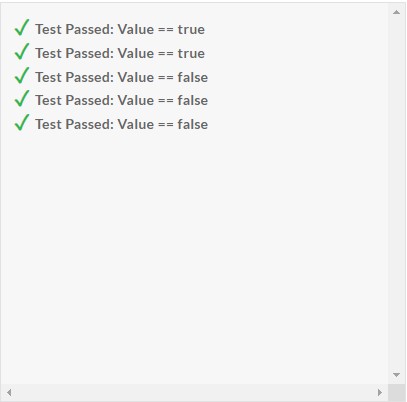 ✓ Test Passed: Value == true
✓ Test Passed: Value == true
✓ Test Passed: Value == false
✓ Test Passed: Value == false
✓ Test Passed: Value == false